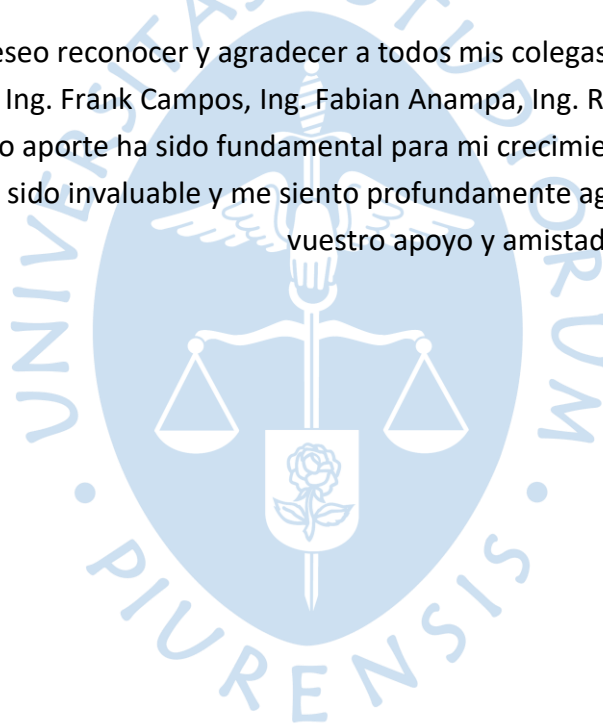 seo reconocer y agradecer a todos mis colegas
Ing. Frank Campos, Ing. Fabian Anampa, Ing. R
o aporte ha sido fundamental para mi crecimie
sido invaluable y me siento profundamente ag
vuestro apoyo y amistad
UNIVERSITAS STUDIORUM
PIURENSIS